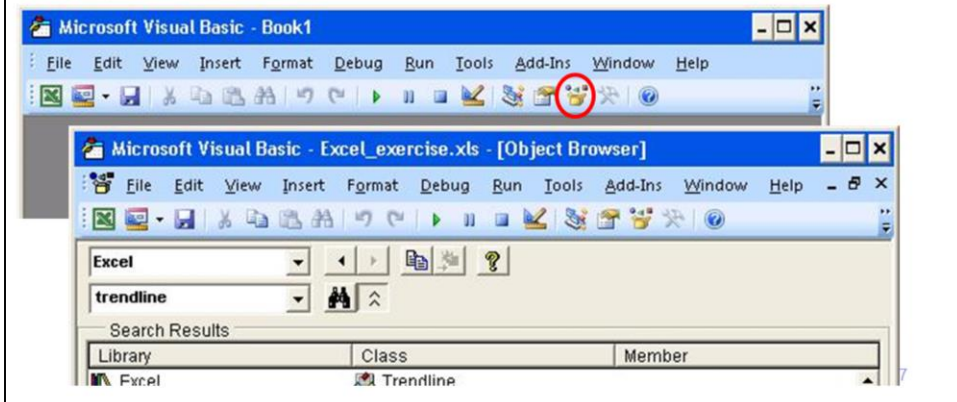 Microsoft Visual Basic - Book1
File Edit View Insert Format Debug Run Tools Add-Ins Window Help
Microsoft Visual Basic - Excel_exercise.xls - [Object Browser]
File Edit View Insert Format Debug Run Tools Add-Ins Window Help
Excel
trendline
Search Results
Library Class Member
Excel Trendline
7